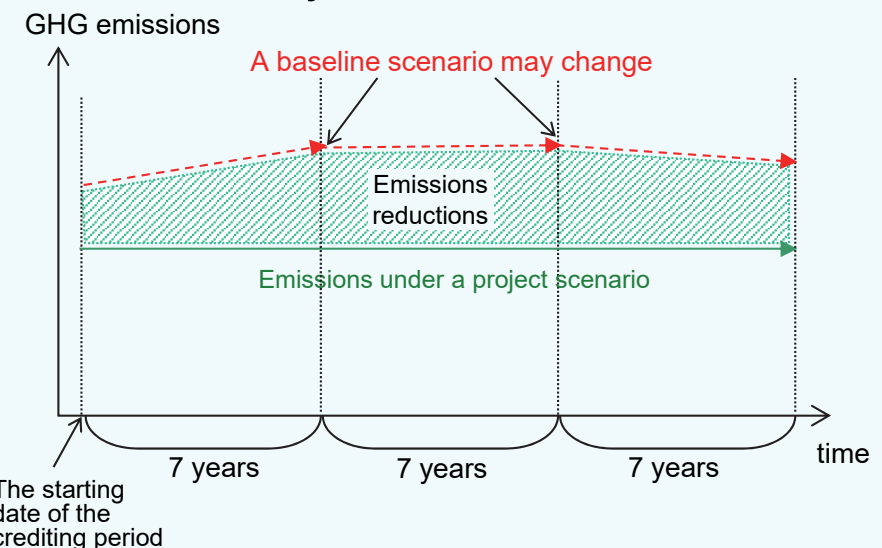 GHG emissions
A baseline scenario may change
Emissions
reductions
Emissions under a project scenario
7 years
7 years
7 years
time
The starting
date of the
crediting period